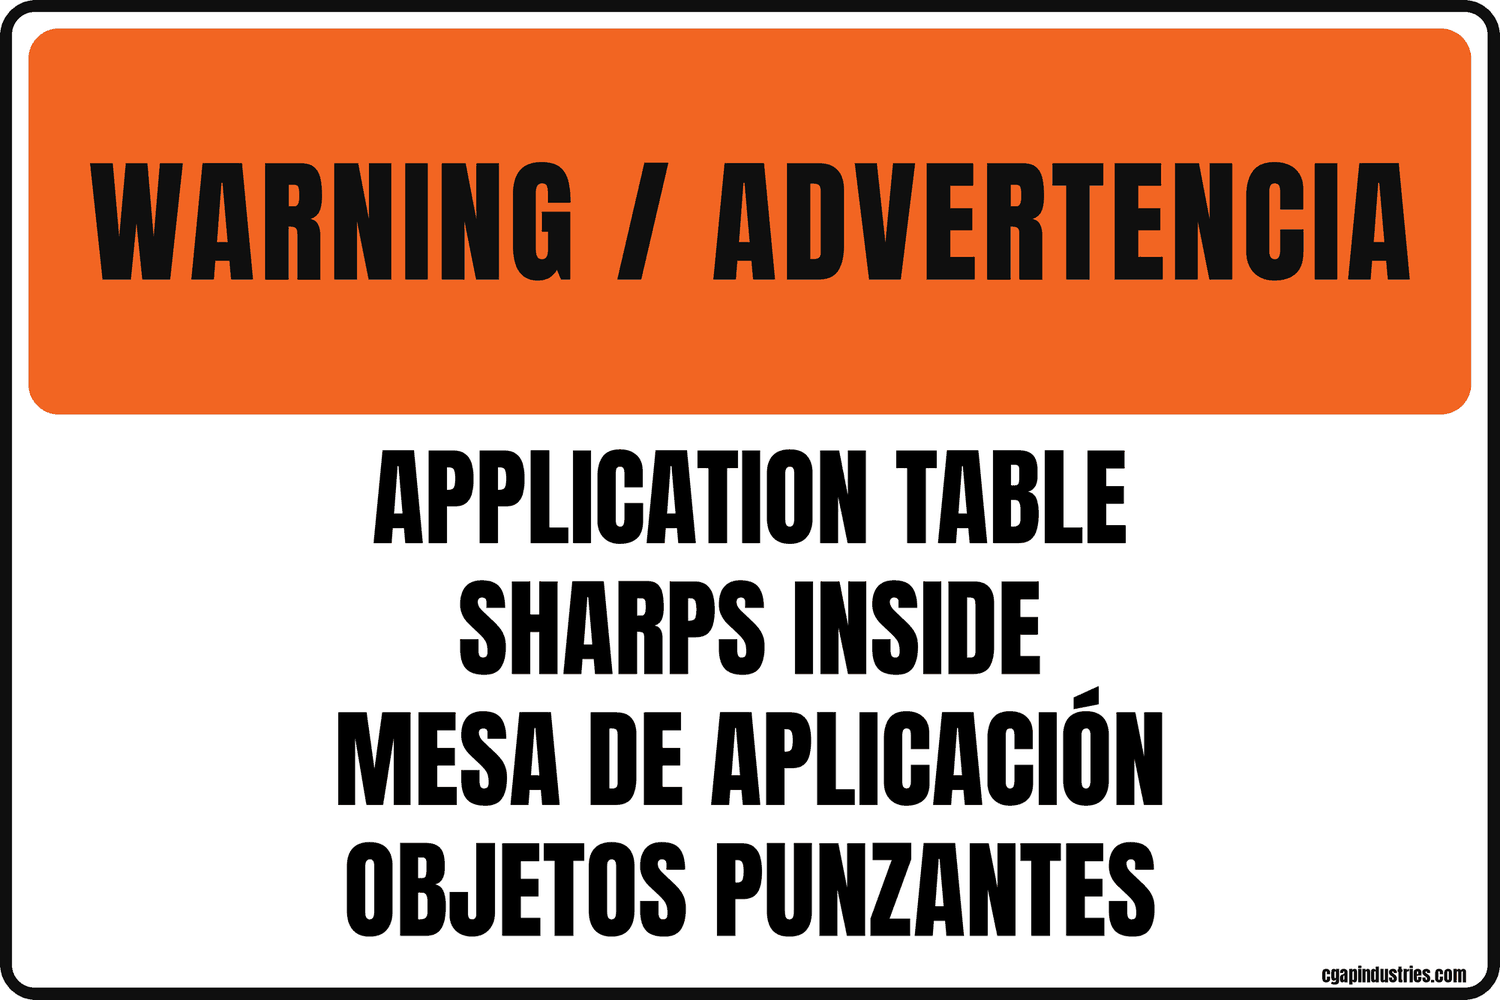 WARNING / ADVERTENCIA
APPLICATION TABLE
SHARPS INSIDE
MESA DE APLICACIÓN
OBJETOS PUNZANTES
cgapindustries.com